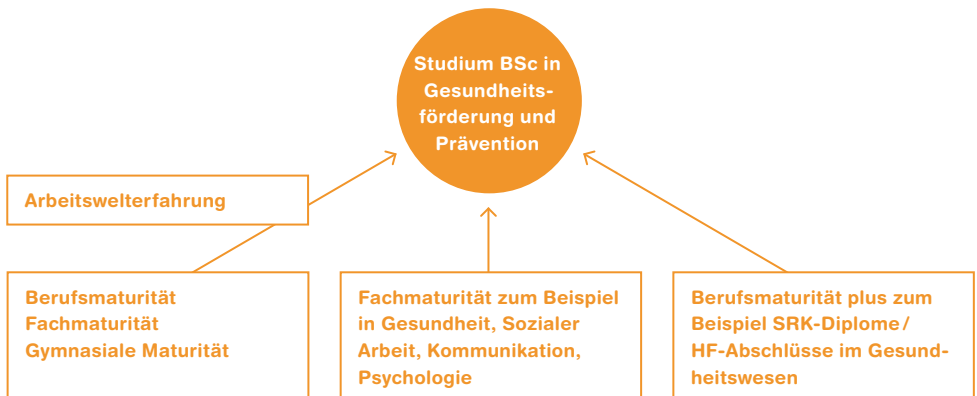 Studium BSc in
Gesundheits-
förderung und
Prävention
Arbeitswelterfahrung
Berufsmaturität
Fachmaturität
Gymnasiale Maturität
Fachmaturität zum Beispiel
in Gesundheit, Sozialer
Arbeit, Kommunikation,
Psychologie
Berufsmaturität plus zum
Beispiel SRK-Diplome/
HF-Abschlüsse im Gesund-
heitswesen